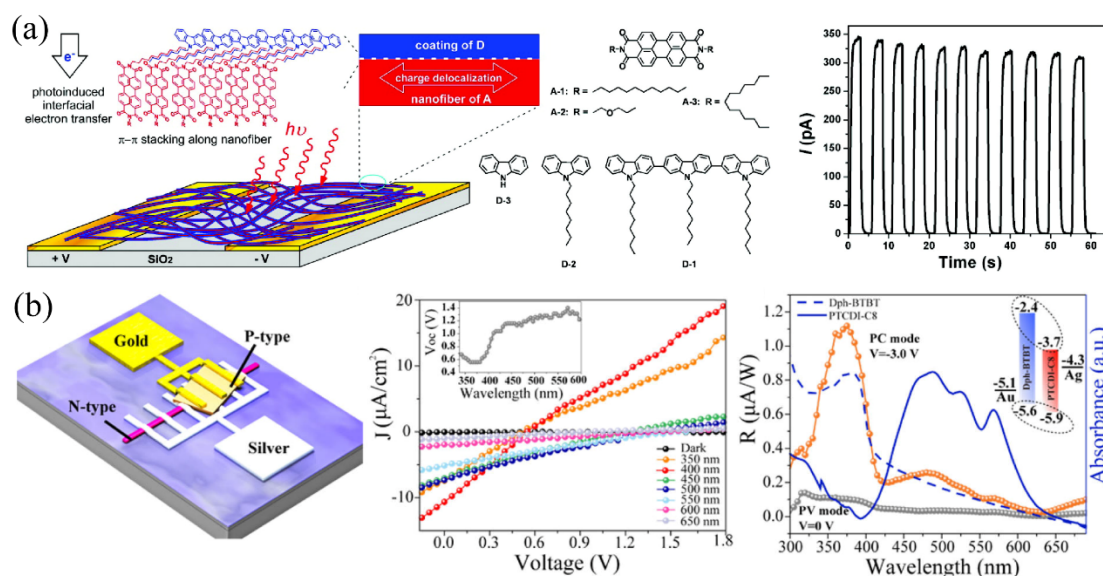 (a)
e⁻
photoinduced
interfacial
electron transfer
π−π stacking along nanofiber
hυ
coating of D
charge delocalization
nanofiber of A
+ V
SiO₂
- V
R-N
N-R
O
O
O
O
A-1: R =
A-2: R =
O
A-3: R =
N
H
D-3
N
D-2
N
N
N
D-1
I (pA)
350
300
250
200
150
100
50
0
0
10
20
30
40
50
60
Time (s)
(b)
Gold
P-type
N-type
Silver
J (μA/cm²)
20
10
0
-10
0.3
0.6
0.9
1.2
1.5
1.8
Voltage (V)
Voc (V)
1.4
1.2
1.0
0.8
0.6
0.4
350
400
450
500
550
600
Wavelength (nm)
Dark
350 nm
400 nm
450 nm
500 nm
550 nm
600 nm
650 nm
R (μA/W)
1.2
1.0
0.8
0.6
0.4
0.2
0.0
300
350
400
450
500
550
600
650
Wavelength (nm)
Absorbance (a.u.)
Dph-BTBT
PTCDI-C8
PC mode
V=-3.0 V
PV mode
V=0 V
-2.4
-3.7
-4.3
Ag
-5.1
Au
-5.6
-5.9
Dph-BTBT
PTCDI-C8